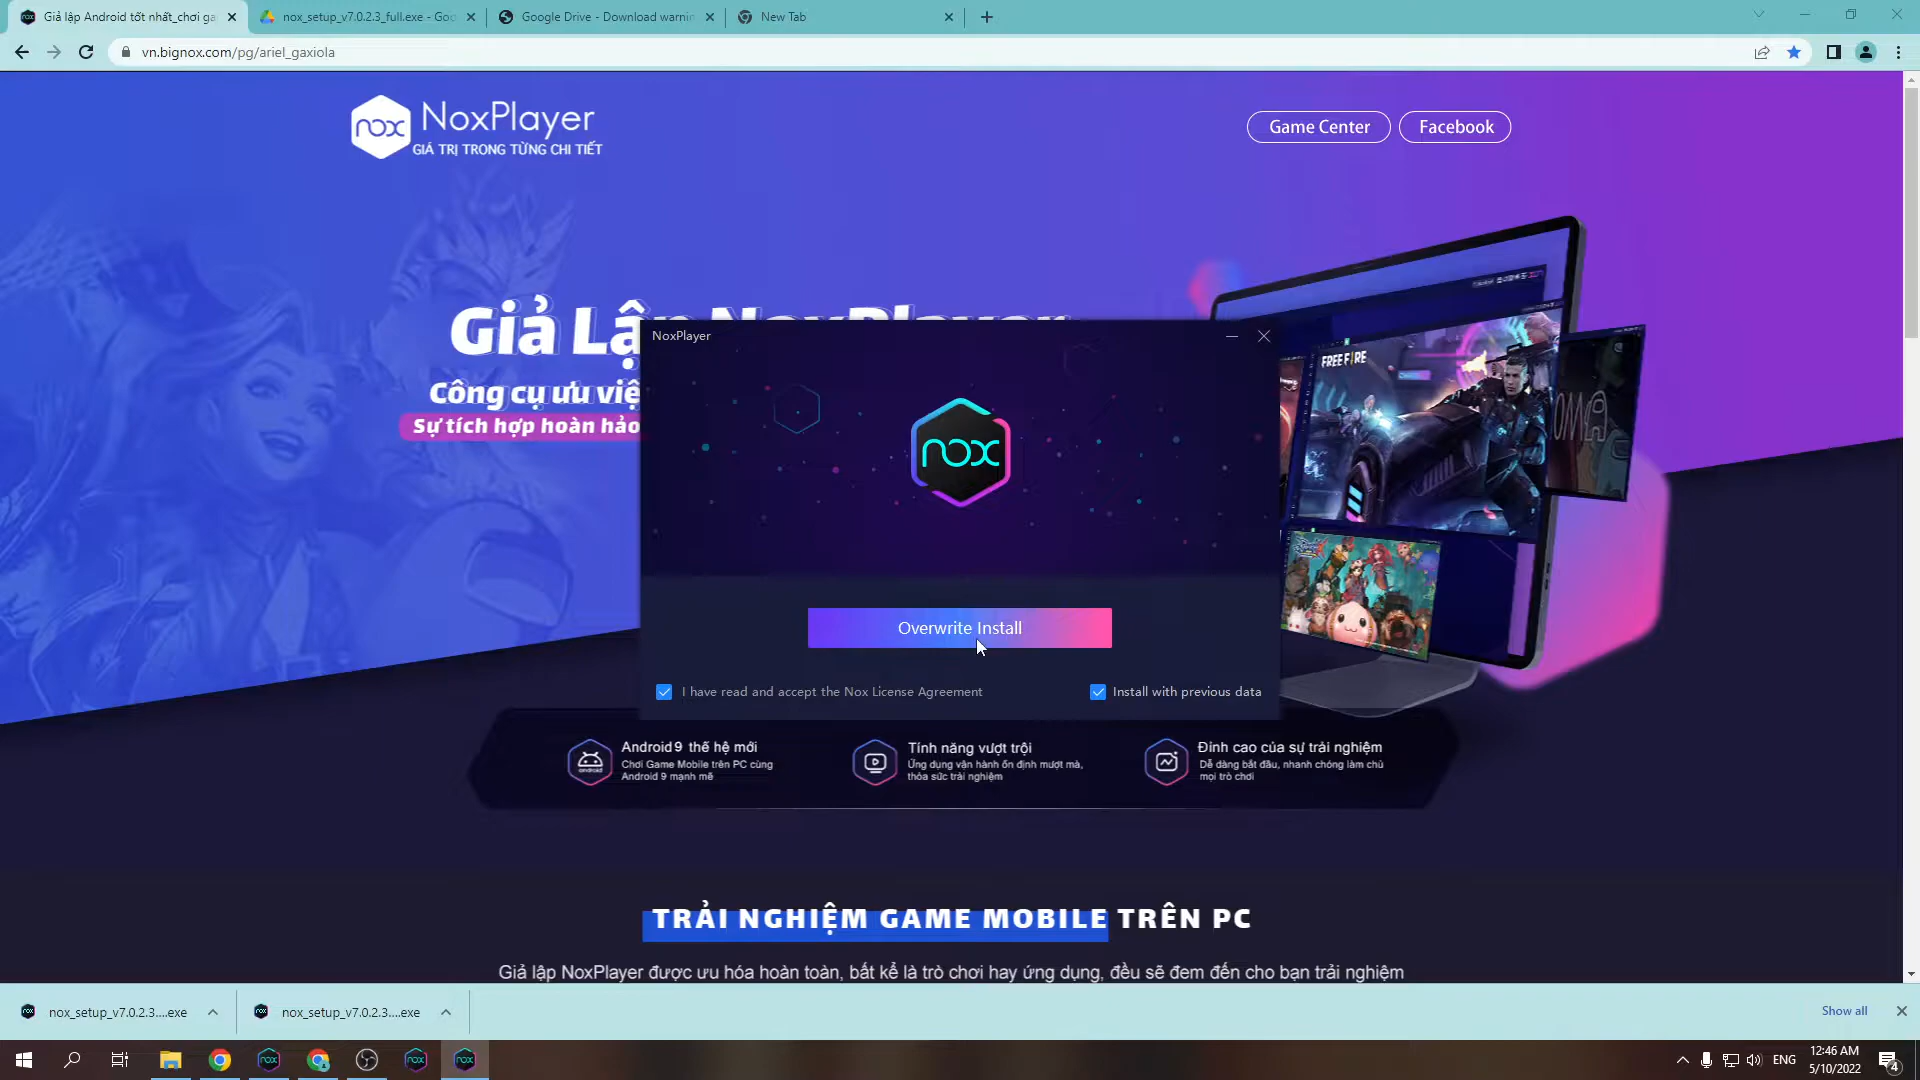 Giả lập Android tốt nhất_chơi ga
nox_setup_v7.0.2.3_full.exe - Goo
Google Drive - Download warnin
New Tab
vn.bignox.com/pg/ariel_gaxiola
nox
NoxPlayer
GIÁ TRỊ TRONG TỪNG CHI TIẾT
Game Center
Facebook
Giả Lập NoxPlayer
Công cụ ưu việ
Sự tích hợp hoàn hảo
NoxPlayer
FREE FIRE
nox
Overwrite Install
I have read and accept the Nox License Agreement
Install with previous data
Android 9 thế hệ mới
Chơi Game Mobile trên PC cùng
Android 9 mạnh mẽ
Tính năng vượt trội
Ứng dụng vận hành ổn định mượt mà,
thỏa sức trải nghiệm
Đỉnh cao của sự trải nghiệm
Dễ dàng bắt đầu, nhanh chóng làm chủ
mọi trò chơi
TRẢI NGHIỆM GAME MOBILE TRÊN PC
Giả lập NoxPlayer được ưu hóa hoàn toàn, bất kể là trò chơi hay ứng dụng, đều sẽ đem đến cho bạn trải nghiệm
nox_setup_v7.0.2.3....exe
nox_setup_v7.0.2.3....exe
Show all
ENG
12:46 AM
5/10/2022
4